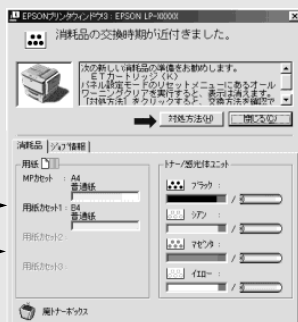 EPSONプリンタウィンドウ3 : EPSON LP-XXXXX
消耗品の交換時期が近付きました。
次の新しい消耗品の準備をお勧めします。
ETカートリッジ(K)
パネル設定モードのリセットメニューにあるオール
ワーニングクリアを実行すると、表示は消えます。
[対処方法]をクリックすると、交換方法を確認で
対処方法(H)
閉じる(C)
消耗品
ジョブ情報
用紙
MPカセット : A4
普通紙
用紙カセット1 : B4
普通紙
用紙カセット2 :
用紙カセット3 :
トナー/感光体ユニット
ブラック :
/
シアン :
/
マゼンタ :
/
イエロー :
/
廃トナーボックス